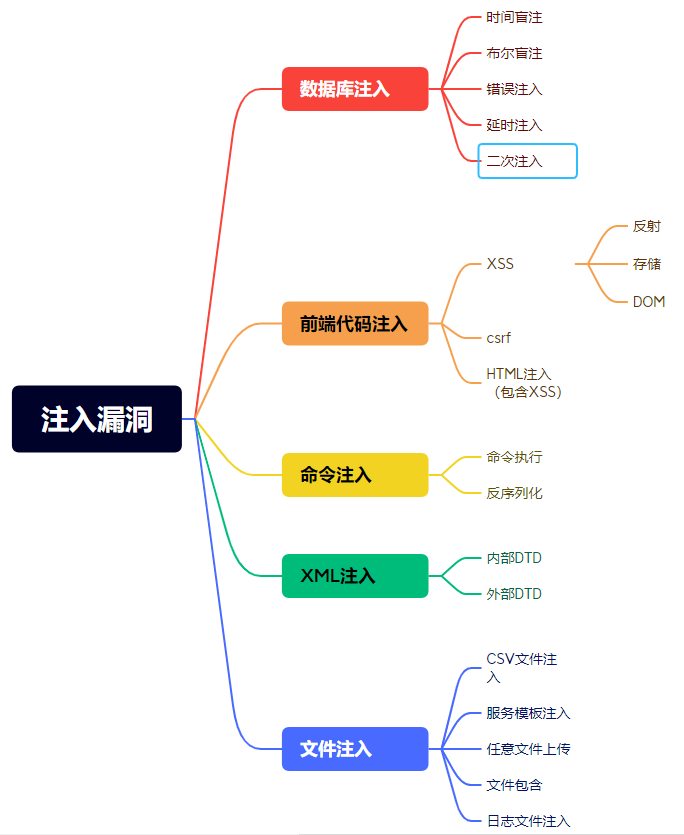 注入漏洞
数据库注入
时间盲注
布尔盲注
错误注入
延时注入
二次注入
前端代码注入
XSS
反射
存储
DOM
csrf
HTML注入
（包含XSS）
命令注入
命令执行
反序列化
XML注入
内部DTD
外部DTD
文件注入
CSV文件注
入
服务模板注入
任意文件上传
文件包含
日志文件注入